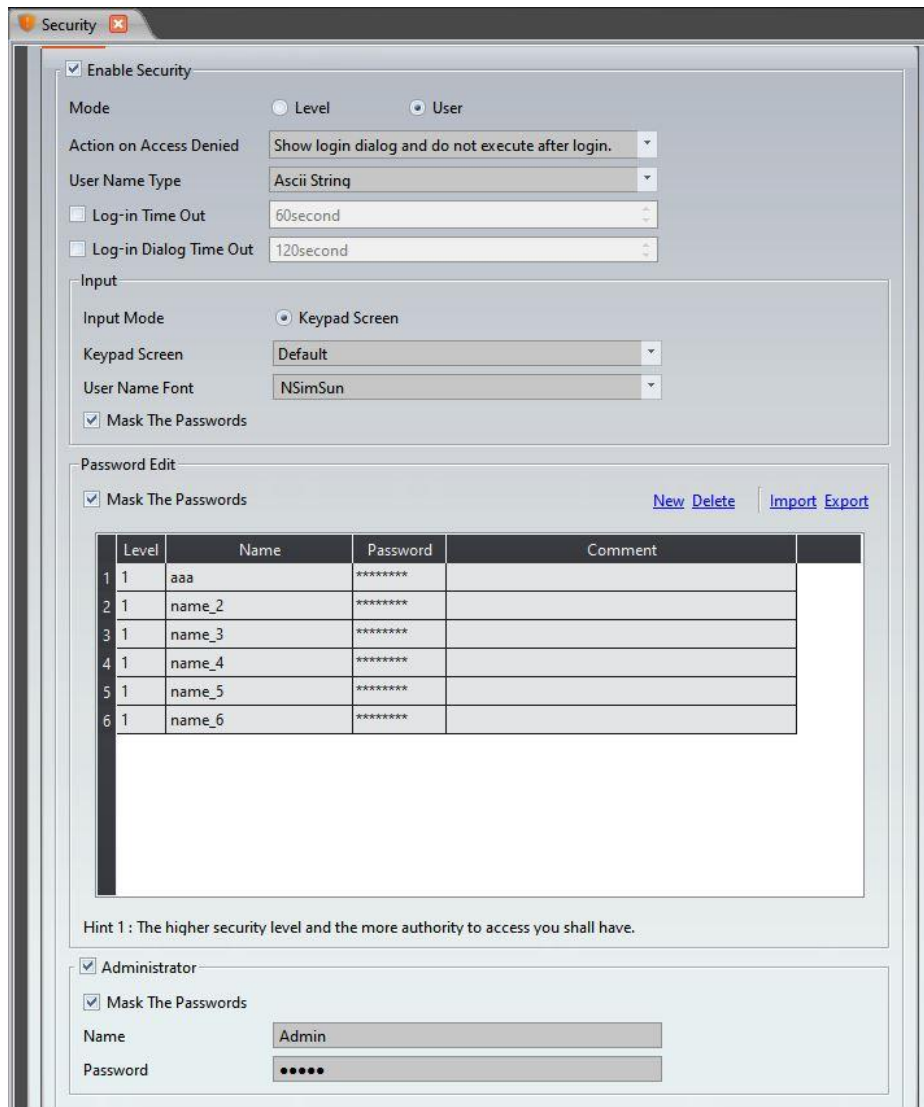 Security
Enable Security
Mode Level User
Action on Access Denied Show login dialog and do not execute after login.
User Name Type Ascii String
Log-in Time Out 60second
Log-in Dialog Time Out 120second
Input
Input Mode Keypad Screen
Keypad Screen Default
User Name Font NSimSun
Mask The Passwords
Password Edit
Mask The Passwords New Delete Import Export
Level Name Password Comment
1 1 aaa ********
2 1 name_2 ********
3 1 name_3 ********
4 1 name_4 ********
5 1 name_5 ********
6 1 name_6 ********
Hint 1 : The higher security level and the more authority to access you shall have.
Administrator
Mask The Passwords
Name Admin
Password •••••